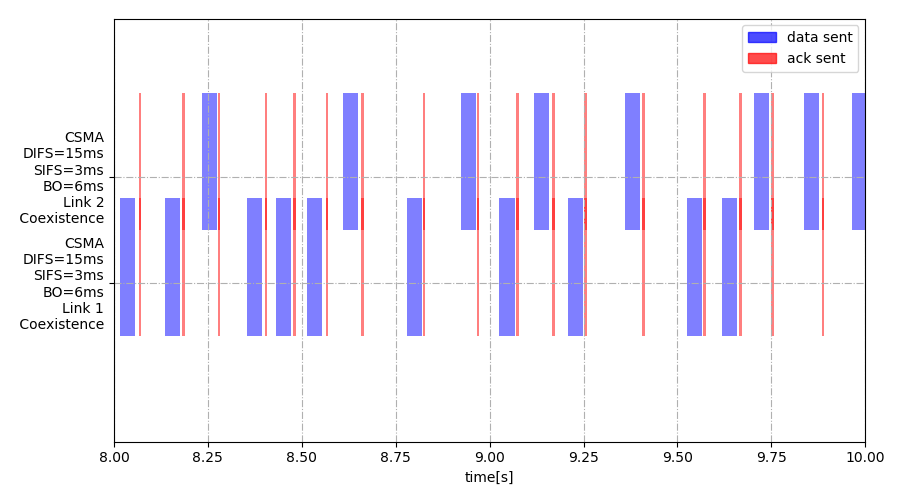 data sent
ack sent
CSMA
DIFS=15ms
SIFS=3ms
BO=6ms
Link 2
Coexistence
CSMA
DIFS=15ms
SIFS=3ms
BO=6ms
Link 1
Coexistence
8.00 8.25 8.50 8.75 9.00 9.25 9.50 9.75 10.00
time[s]